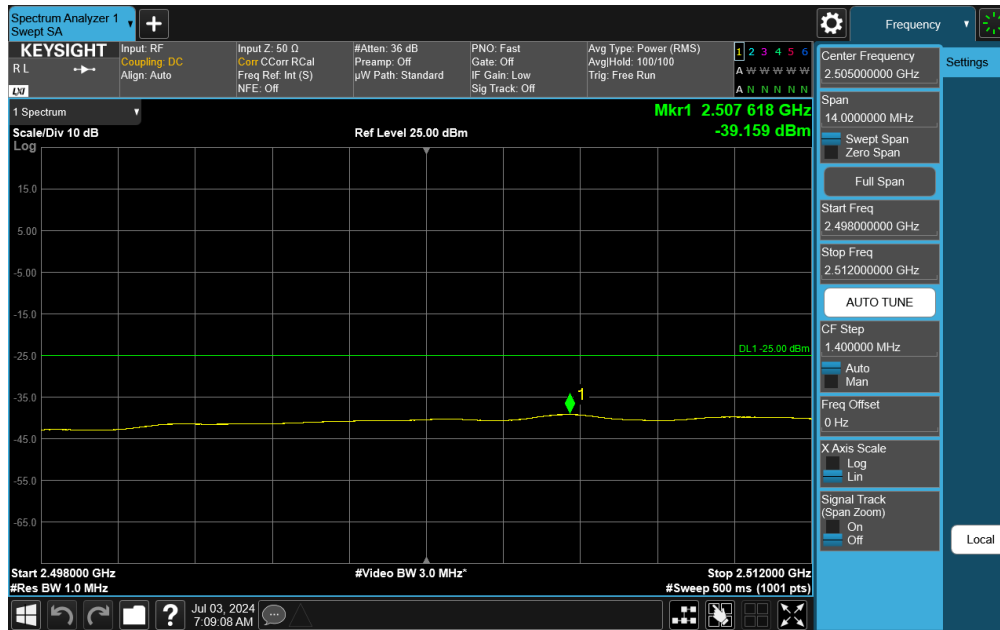 Spectrum Analyzer 1
Swept SA
Frequency
KEYSIGHT
R L
LXI
Input: RF
Coupling: DC
Align: Auto
Input Z: 50 Ω
Corr CCorr RCal
Freq Ref: Int (S)
NFE: Off
#Atten: 36 dB
Preamp: Off
µW Path: Standard
PNO: Fast
Gate: Off
IF Gain: Low
Sig Track: Off
Avg Type: Power (RMS)
Avg|Hold: 100/100
Trig: Free Run
1 2 3 4 5 6
A W W W W W
A N N N N N
1 Spectrum
Mkr1 2.507 618 GHz
-39.159 dBm
Scale/Div 10 dB
Ref Level 25.00 dBm
Log
15.0
5.00
-5.00
-15.0
DL1 -25.00 dBm
-25.0
-35.0
1
-45.0
-55.0
-65.0
Start 2.498000 GHz
#Video BW 3.0 MHz*
Stop 2.512000 GHz
#Res BW 1.0 MHz
#Sweep 500 ms (1001 pts)
?
Jul 03, 2024
7:09:08 AM
Center Frequency
2.505000000 GHz
Settings
Span
14.0000000 MHz
Swept Span
Zero Span
Full Span
Start Freq
2.498000000 GHz
Stop Freq
2.512000000 GHz
AUTO TUNE
CF Step
1.400000 MHz
Auto
Man
Freq Offset
0 Hz
X Axis Scale
Log
Lin
Signal Track
(Span Zoom)
On
Off
Local